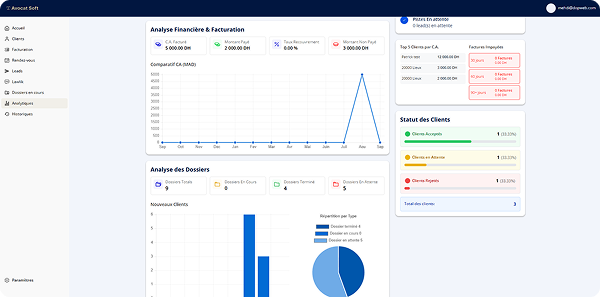 Avocat Soft
mehdi@dopweb.com
Accueil
Clients
Facturation
Rendez-vous
Leads
LexVik
Dossiers en cours
Analytiques
Historiques
Paramètres
Analyse Financière & Facturation
C.A. Facturé
5 000.00 DH
Montant Payé
2 000.00 DH
Taux Recouvrement
0.00 %
Montant Non Payé
3 000.00 DH
Comparatif CA (MAD)
5000
4500
4000
3500
3000
2500
2000
1500
1000
500
0
Sep Oct Nov Dec Jan Fev Mar Avr Mai Juin Juil Aou Sep
Analyse des Dossiers
Dossiers Totals
9
Dossiers En Cours
0
Dossiers Terminé
4
Dossiers En Attente
5
Nouveaux Clients
6
5
4
3
2
1
Répartition par Type
Dossier terminé 4
Dossier en cours 0
Dossier en attente 5
Pistes En attente
0 lead(s) en attente
Top 5 Clients par C.A.
12 000.00 DH
20000 Lieux
3 000.00 DH
20000 Lieux
2 000.00 DH
Factures Impayées
30 jours
0 Factures
0.00 DH
60 jours
0 Factures
0.00 DH
90+ jours
0 Factures
0.00 DH
Statut des Clients
Clients Acceptés
1 (33.33%)
Clients en Attente
1 (33.33%)
Clients Rejetés
1 (33.33%)
Total des clients
3